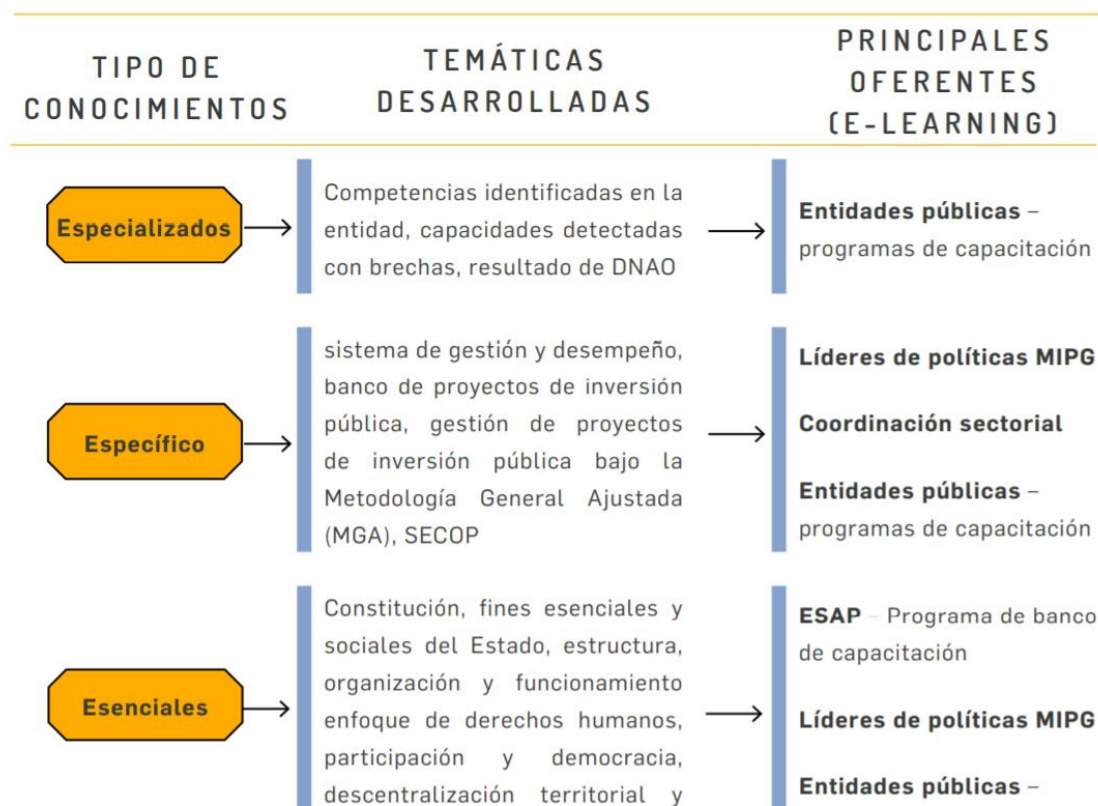 TIPO DE
CONOCIMIENTOS
TEMÁTICAS
DESARROLLADAS
PRINCIPALES
OFERENTES
(E-LEARNING)
Especializados
Competencias identificadas en la
entidad, capacidades detectadas
con brechas, resultado de DNAO
Entidades públicas –
programas de capacitación
Específico
sistema de gestión y desempeño,
banco de proyectos de inversión
pública, gestión de proyectos
de inversión pública bajo la
Metodología General Ajustada
(MGA), SECOP
Líderes de políticas MIPG
Coordinación sectorial
Entidades públicas –
programas de capacitación
Esenciales
Constitución, fines esenciales y
sociales del Estado, estructura,
organización y funcionamiento
enfoque de derechos humanos,
participación y democracia,
descentralización territorial y
ESAP – Programa de banco
de capacitación
Líderes de políticas MIPG
Entidades públicas –